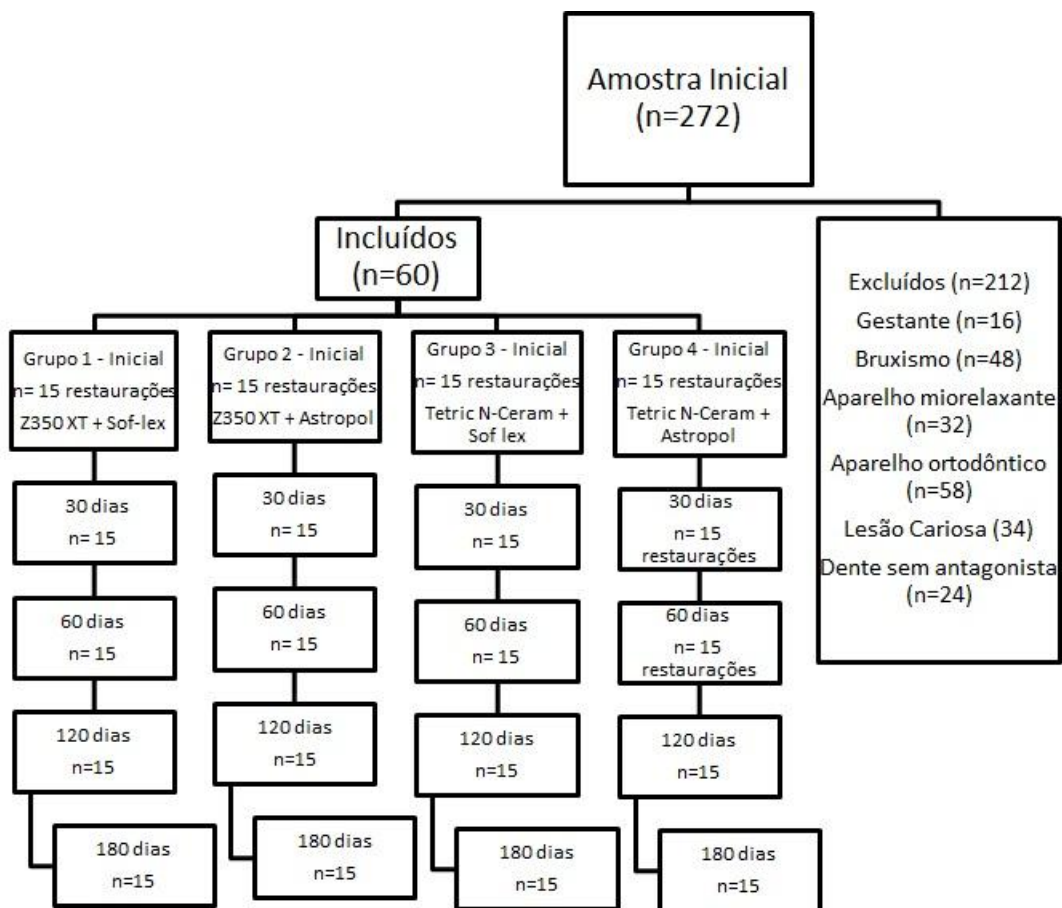 Amostra Inicial
(n=272)
Incluídos
(n=60)
Excluídos (n=212)
Gestante (n=16)
Bruxismo (n=48)
Aparelho miorelaxante
(n=32)
Aparelho ortodôntico
(n=58)
Lesão Cariosa (34)
Dente sem antagonista
(n=24)
Grupo 1 - Inicial
n= 15 restaurações
Z350 XT + Sof-lex
30 dias
n= 15
60 dias
n= 15
120 dias
n=15
180 dias
n=15
Grupo 2 - Inicial
n= 15 restaurações
Z350 XT + Astropol
30 dias
n= 15
60 dias
n= 15
120 dias
n=15
180 dias
n=15
Grupo 3 - Inicial
n= 15 restaurações
Tetric N-Ceram +
Sof lex
30 dias
n= 15
60 dias
n= 15
120 dias
n=15
180 dias
n=15
Grupo 4 - Inicial
n= 15 restaurações
Tetric N-Ceram +
Astropol
30 dias
n= 15
restaurações
60 dias
n= 15
restaurações
120 dias
n=15
180 dias
n=15